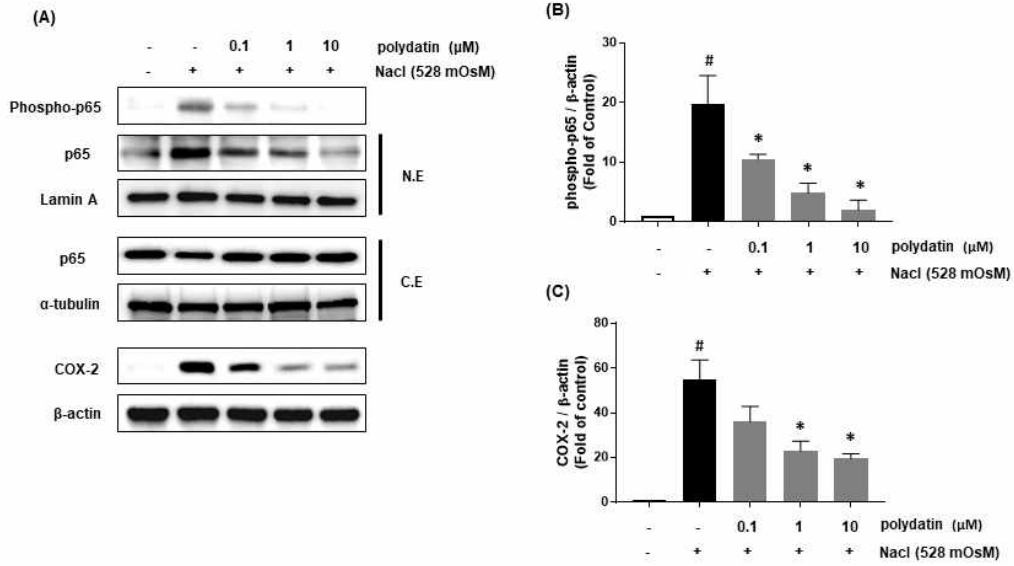 (A)
- - 0.1 1 10 polydatin (µM)
- + + + + Nacl (528 mOsM)
Phospho-p65
p65
N.E
Lamin A
p65
C.E
α-tubulin
COX-2
β-actin
(B)
phospho-p65 / β-actin
(Fold of Control)
30
20
10
0
#
*
*
*
- - 0.1 1 10 polydatin (µM)
- + + + + Nacl (528 mOsM)
(C)
COX-2 / β-actin
(Fold of control)
80
60
40
20
0
#
*
*
- - 0.1 1 10 polydatin (µM)
- + + + + Nacl (528 mOsM)